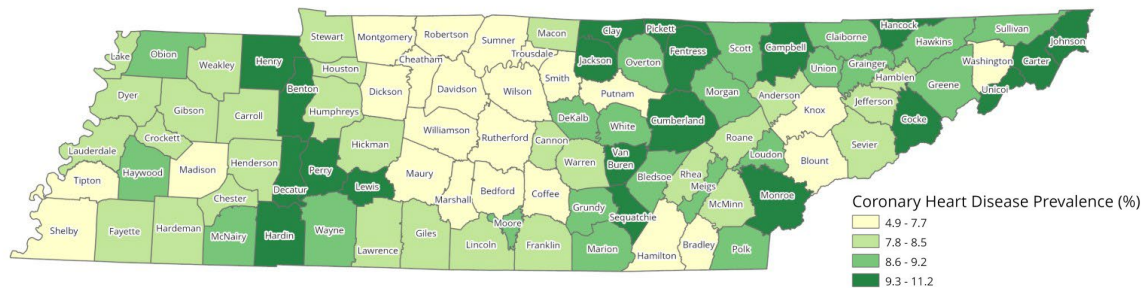 Stewart
Montgomery
Robertson
Sumner
Macon
Clay
Pickett
Hancock
Sullivan
Johnson
Lake
Obion
Weakley
Henry
Houston
Cheatham
Trousdale
Jackson
Overton
Fentress
Scott
Campbell
Claiborne
Hawkins
Washington
Carter
Benton
Dickson
Davidson
Wilson
Smith
Putnam
Morgan
Union
Grainger
Hamblen
Greene
Unicoi
Dyer
Gibson
Carroll
Humphreys
Anderson
Knox
Jefferson
Cocke
Crockett
Williamson
Rutherford
DeKalb
White
Cumberland
Lauderdale
Hickman
Cannon
Roane
Sevier
Haywood
Madison
Henderson
Perry
Warren
Van
Buren
Loudon
Blount
Tipton
Decatur
Lewis
Maury
Bledsoe
Rhea
Meigs
Chester
Marshall
Bedford
Coffee
Monroe
Shelby
Fayette
Hardeman
McNairy
Hardin
Wayne
Lawrence
Giles
Lincoln
Moore
Franklin
Grundy
Sequatchie
Marion
Hamilton
Bradley
McMinn
Polk
Coronary Heart Disease Prevalence (%)
4.9 - 7.7
7.8 - 8.5
8.6 - 9.2
9.3 - 11.2